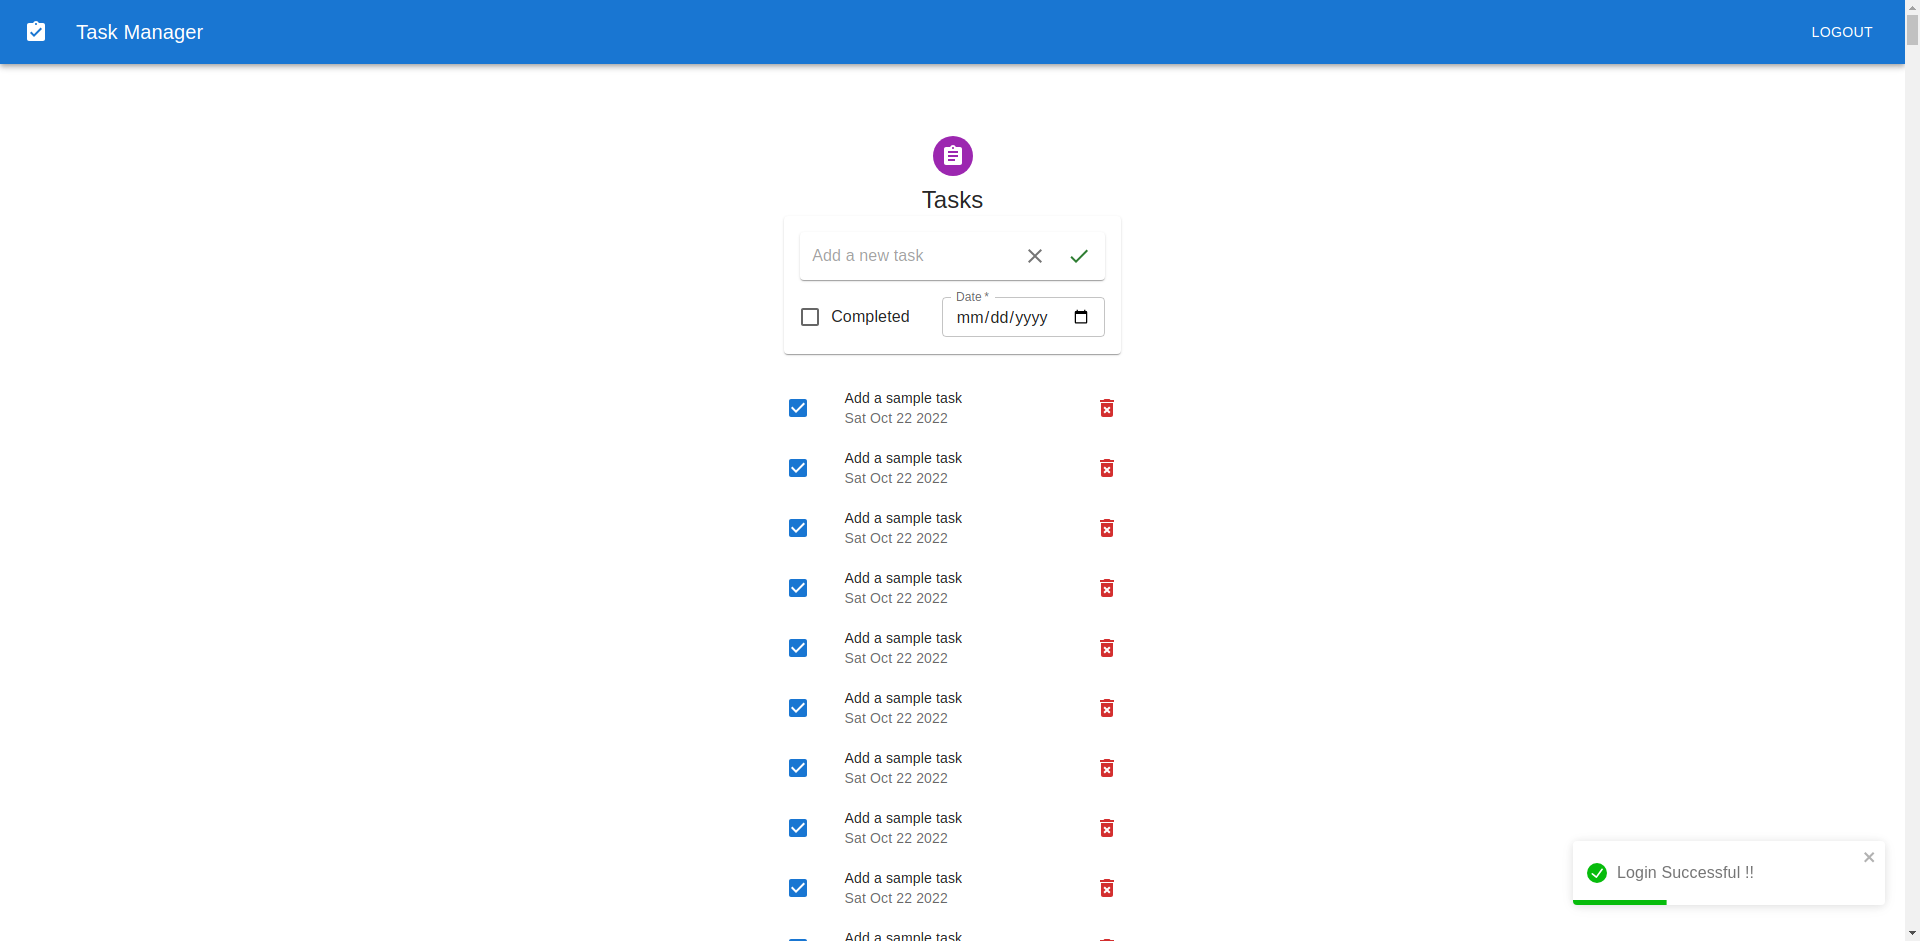 Task Manager
LOGOUT
Tasks
Add a new task
Completed
Date *
mm/dd/yyyy
Add a sample task
Sat Oct 22 2022
Add a sample task
Sat Oct 22 2022
Add a sample task
Sat Oct 22 2022
Add a sample task
Sat Oct 22 2022
Add a sample task
Sat Oct 22 2022
Add a sample task
Sat Oct 22 2022
Add a sample task
Sat Oct 22 2022
Add a sample task
Sat Oct 22 2022
Add a sample task
Sat Oct 22 2022
Add a sample task
Login Successful !!